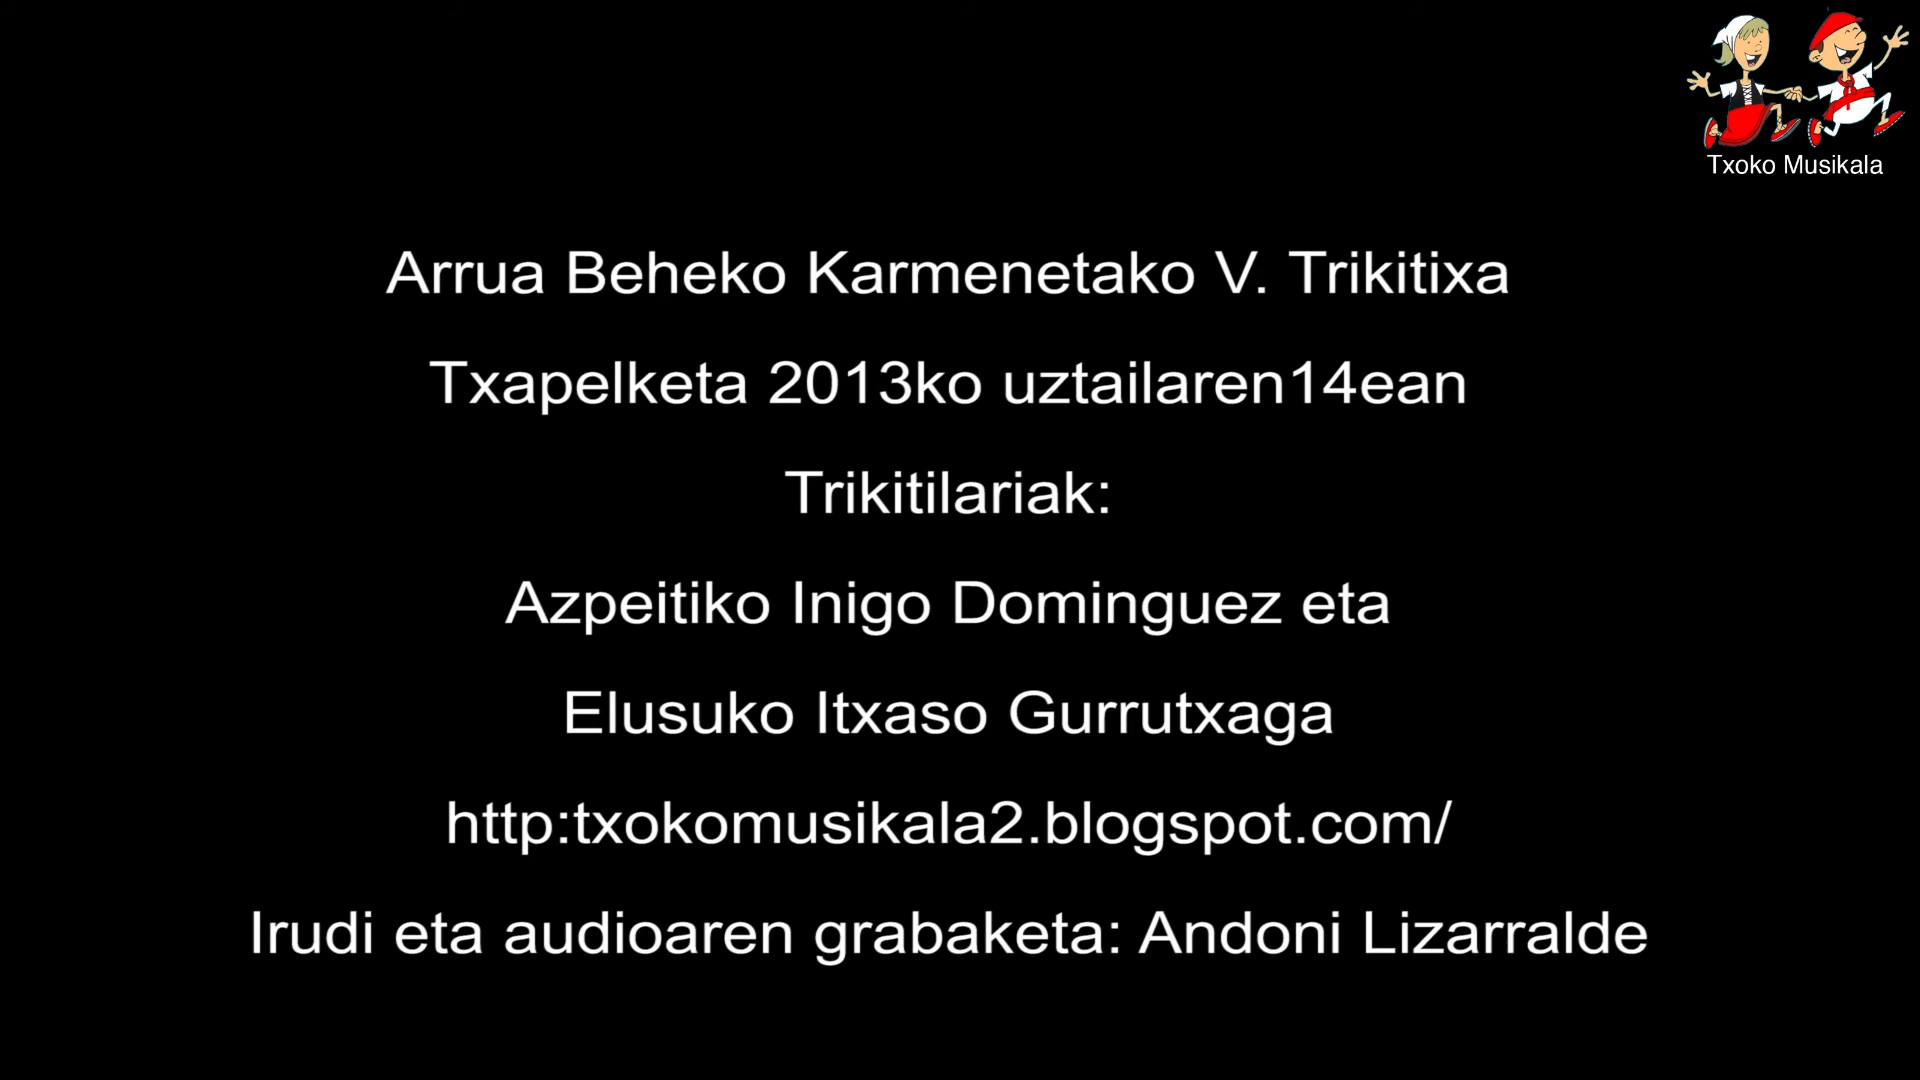 Txoko Musikala
Arrua Beheko Karmenetako V. Trikitixa
Txapelketa 2013ko uztailaren14ean
Trikitilariak:
Azpeitiko Inigo Dominguez eta
Elusuko Itxaso Gurrutxaga
http:txokomusikala2.blogspot.com/
Irudi eta audioaren grabaketa: Andoni Lizarralde